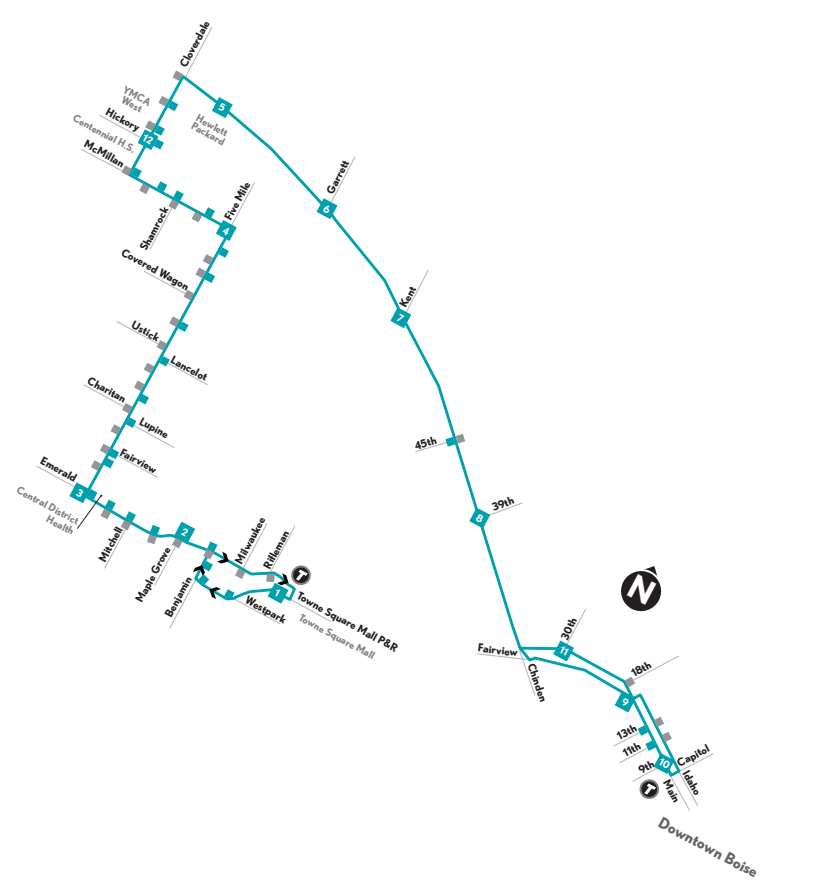 Cloverdale
YMCA
West
5
Hewlett
Packard
Hickory
12
Centennial H.S.
McMillan
Garrett
6
Five Mile
4
Shamrock
Covered Wagon
Kent
7
Ustick
Lancelot
Charitan
Lupine
45th
Fairview
Emerald
3
Central District
Health
39th
8
Mitchell
2
Maple Grove
Milwaukee
Rifleman
T
Benjamin
1
Westpark
Towne Square Mall P&R
Towne Square Mall
N
30th
11
Fairview
Chinden
18th
9
13th
11th
9th
10
Capitol
Idaho
Main
T
Downtown Boise